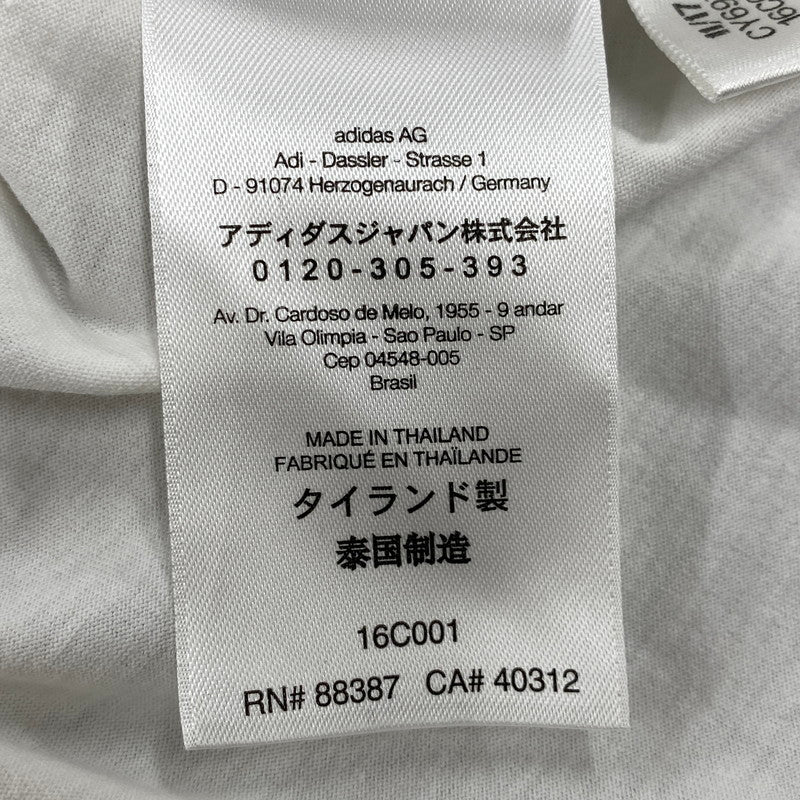 adidas AG
Adi - Dassler - Strasse 1
D - 91074 Herzogenaurach / Germany
アディダスジャパン株式会社
0120-305-393
Av. Dr. Cardoso de Melo, 1955 - 9 andar
Vila Olimpia - Sao Paulo - SP
Cep 04548-005
Brasil
MADE IN THAILAND
FABRIQUÉ EN THAÏLANDE
タイランド製
泰国制造
16C001
RN# 88387 CA# 40312
11/17